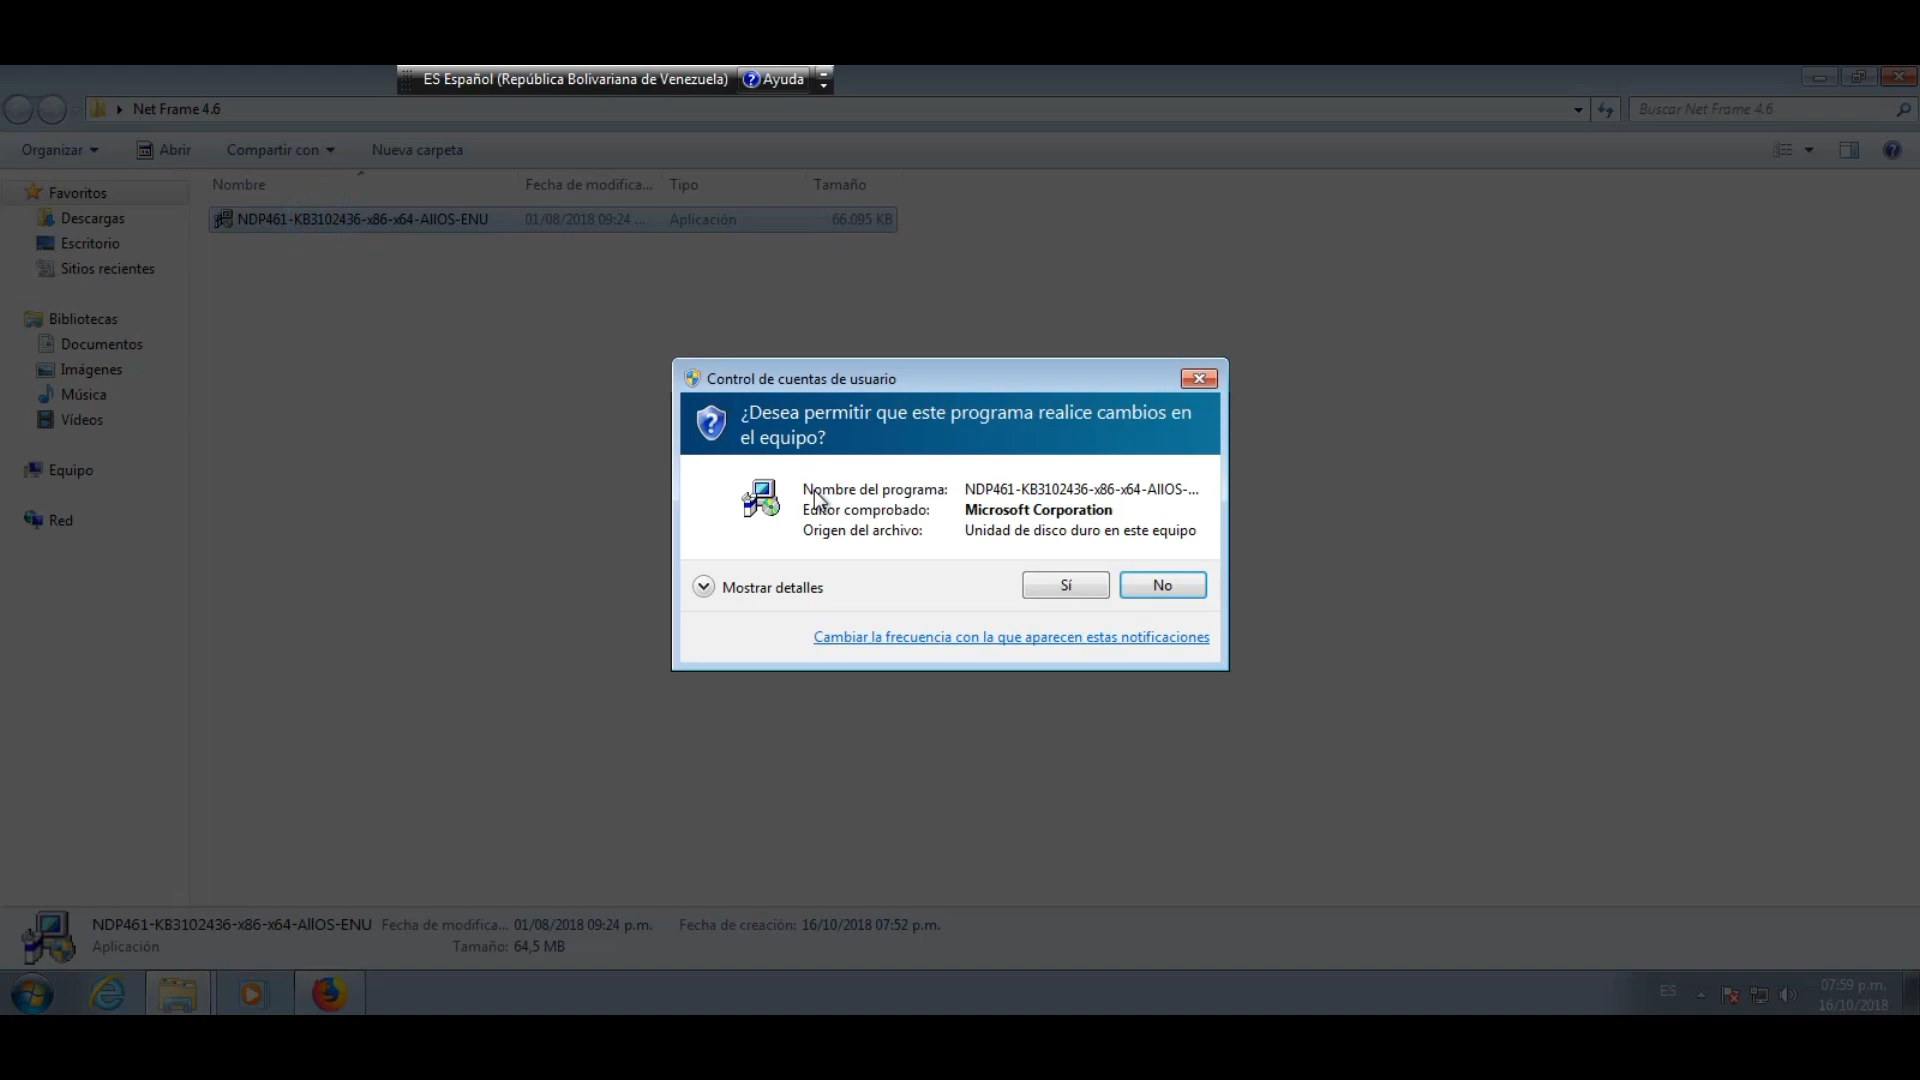 ES Español (República Bolivariana de Venezuela) Ayuda
Net Frame 4.6
Buscar Net Frame 4.6
Organizar Abrir Compartir con Nueva carpeta
Nombre Fecha de modifica... Tipo Tamaño
NDP461-KB3102436-x86-x64-AllOS-ENU 01/08/2018 09:24 ... Aplicación 66.095 KB
Favoritos
Descargas
Escritorio
Sitios recientes
Bibliotecas
Documentos
Imágenes
Música
Vídeos
Equipo
Red
Control de cuentas de usuario
¿Desea permitir que este programa realice cambios en
el equipo?
Nombre del programa: NDP461-KB3102436-x86-x64-AllOS-...
Editor comprobado: Microsoft Corporation
Origen del archivo: Unidad de disco duro en este equipo
Mostrar detalles Sí No
Cambiar la frecuencia con la que aparecen estas notificaciones
NDP461-KB3102436-x86-x64-AllOS-ENU Fecha de modifica... 01/08/2018 09:24 p.m. Fecha de creación: 16/10/2018 07:52 p.m.
Aplicación Tamaño: 64,5 MB
ES
07:59 p.m.
16/10/2018